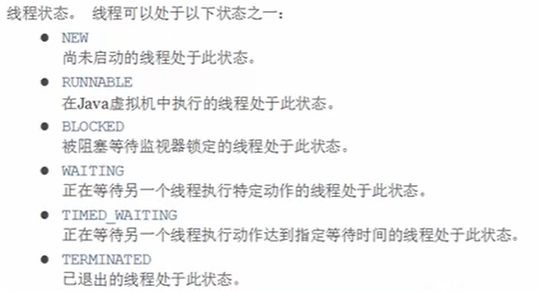 线程状态。 线程可以处于以下状态之一：
● NEW
尚未启动的线程处于此状态。
● RUNNABLE
在Java虚拟机中执行的线程处于此状态。
● BLOCKED
被阻塞等待监视器锁定的线程处于此状态。
● WAITING
正在等待另一个线程执行特定动作的线程处于此状态。
● TIMED_WAITING
正在等待另一个线程执行动作达到指定等待时间的线程处于此状态。
● TERMINATED
已退出的线程处于此状态。